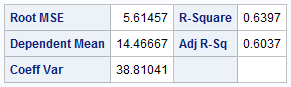 Root MSE 5.61457 R-Square 0.6397
Dependent Mean 14.46667 Adj R-Sq 0.6037
Coeff Var 38.81041